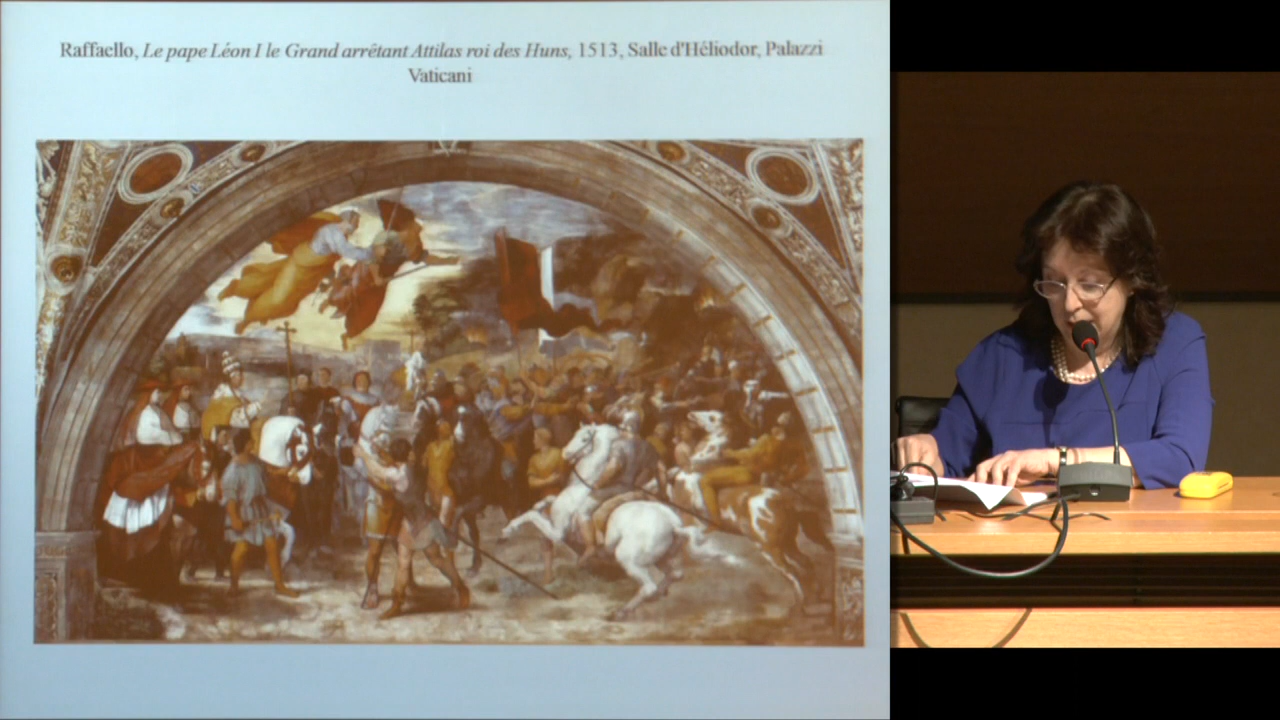 Raffaello, Le pape Léon I le Grand arrêtant Attilas roi des Huns, 1513, Salle d'Héliodor, Palazzi
Vaticani